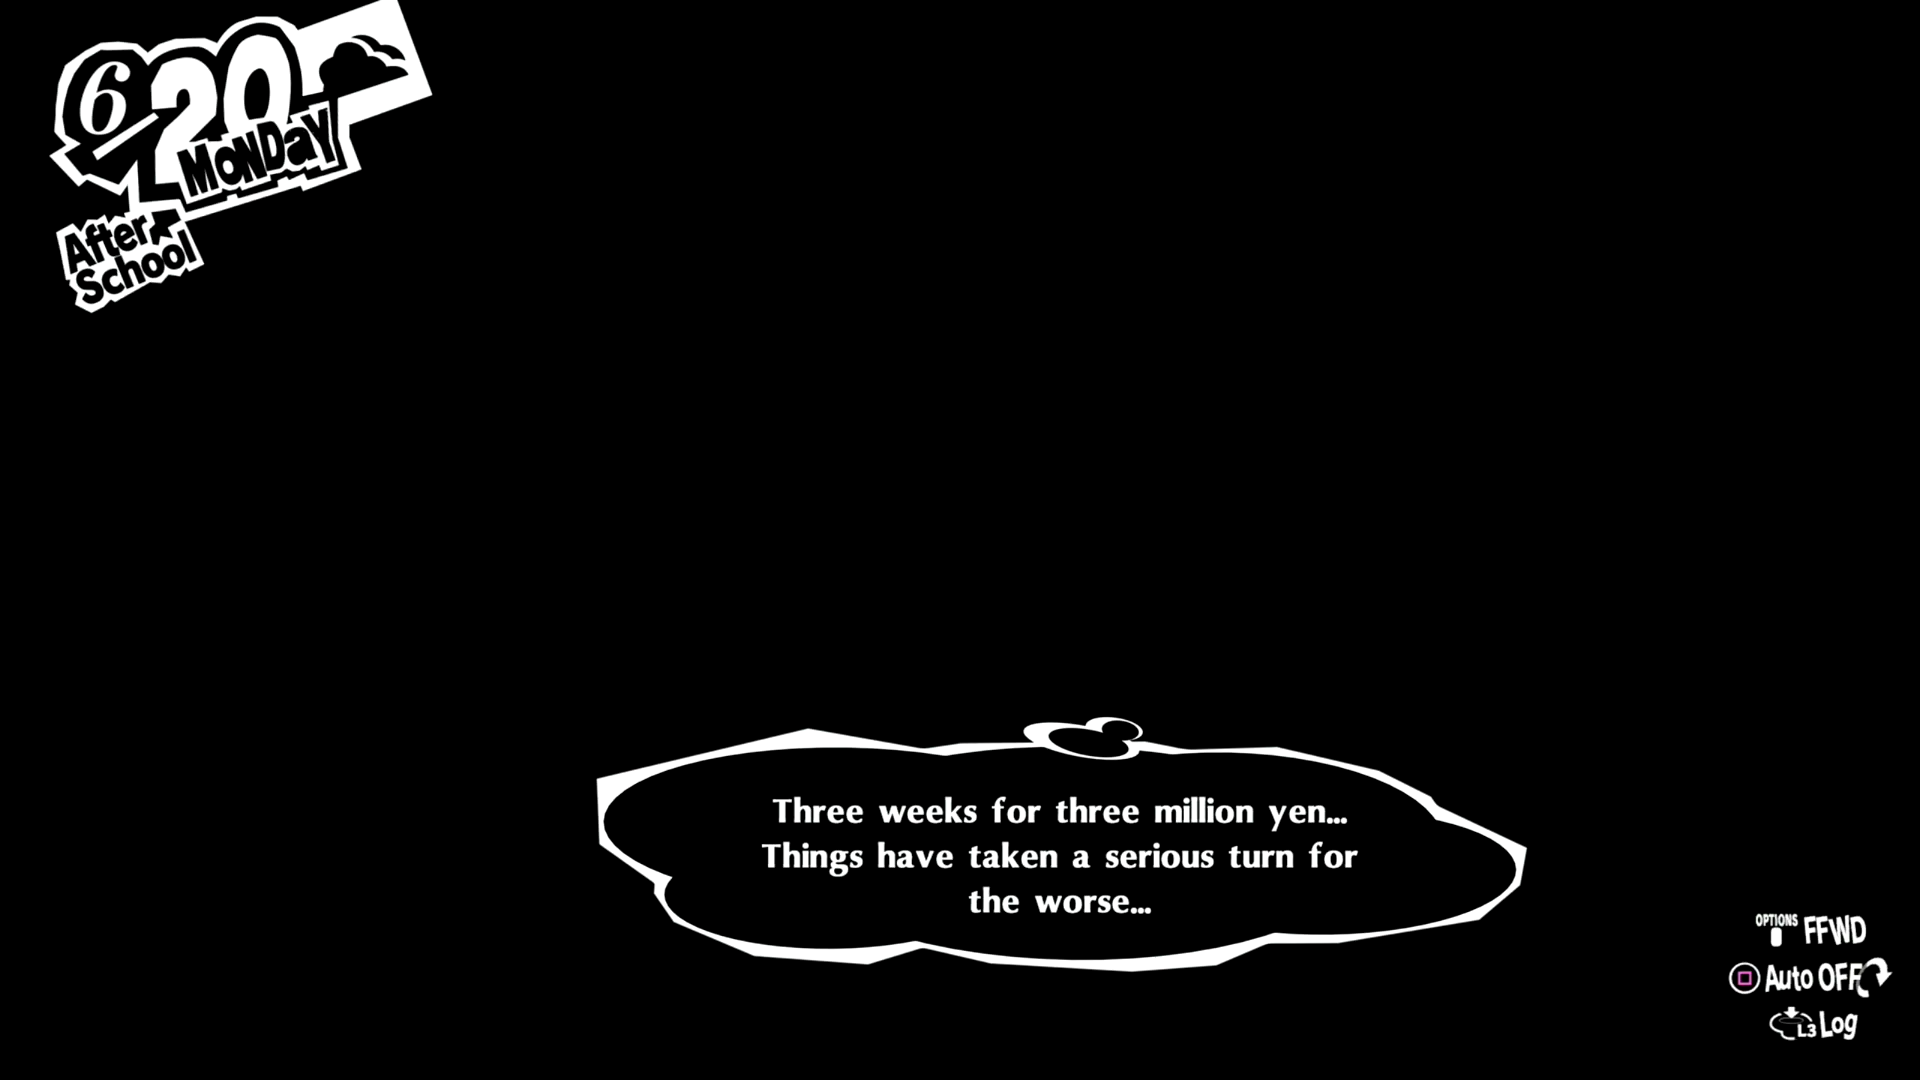 6/20
MONDaY
After
School
Three weeks for three million yen...
Things have taken a serious turn for
the worse...
OPTIONS FFWD
Auto OFF
L3 Log